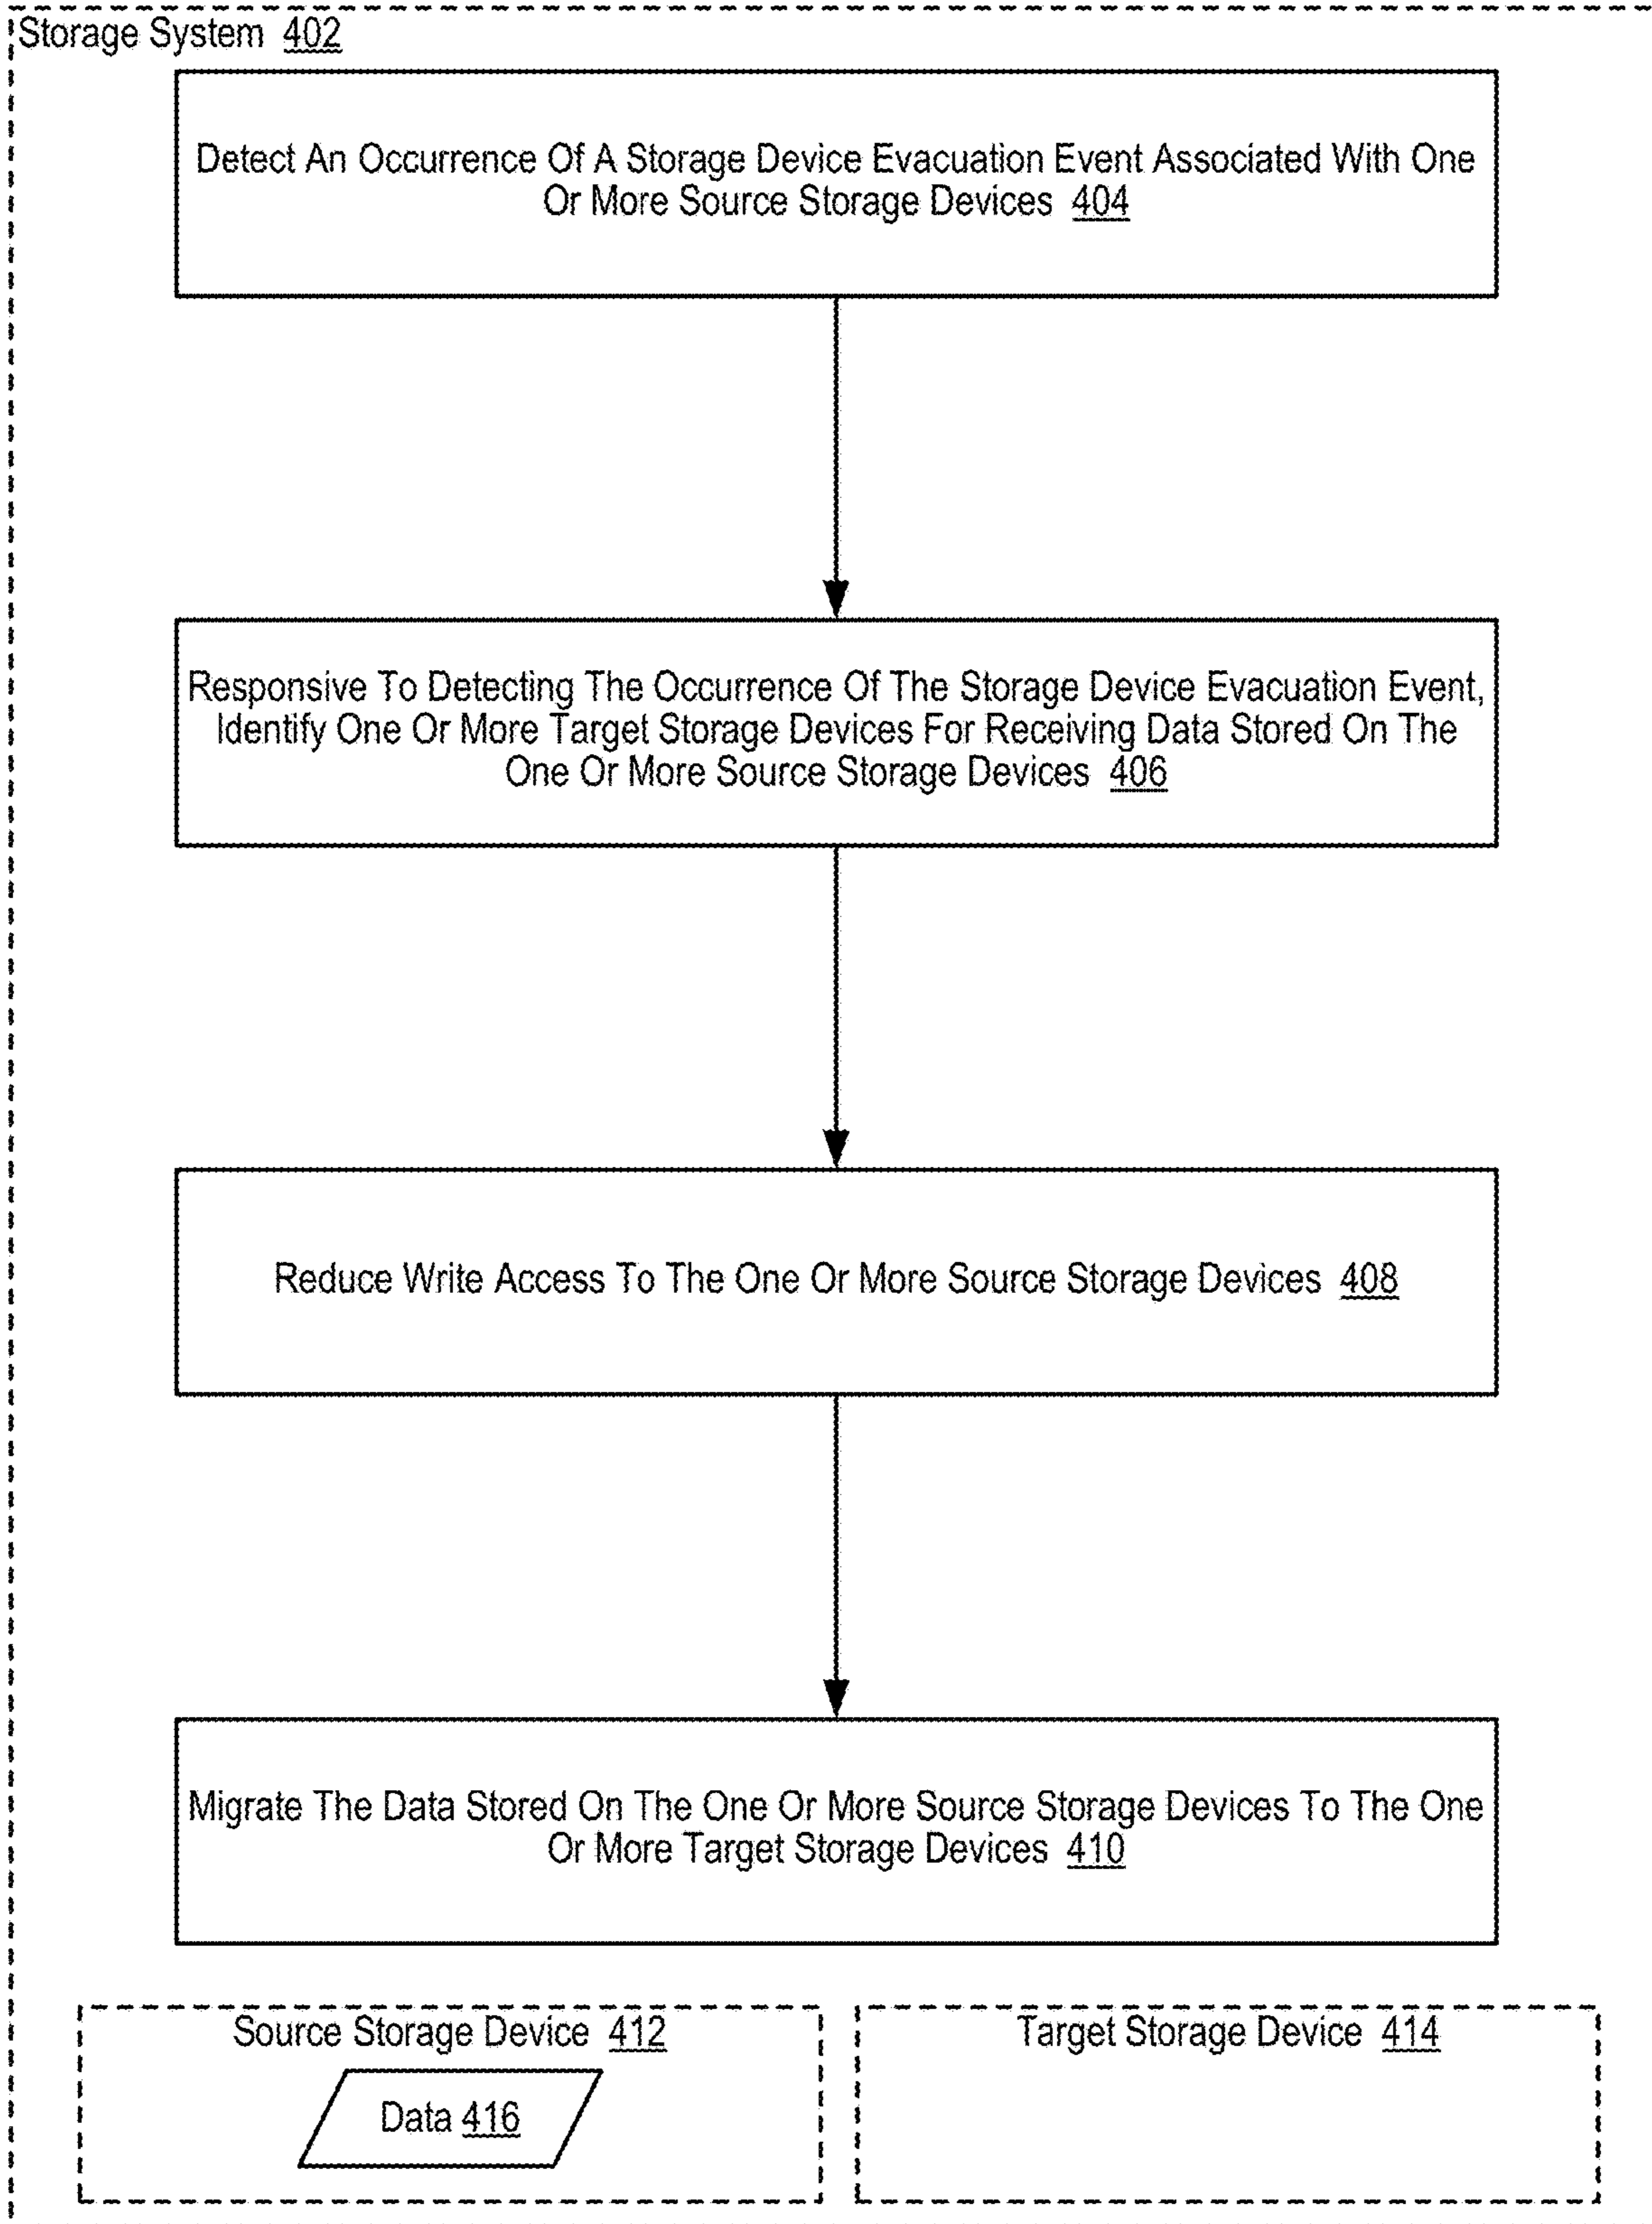 Storage System 402
Detect An Occurrence Of A Storage Device Evacuation Event Associated With One
Or More Source Storage Devices 404
Responsive To Detecting The Occurrence Of The Storage Device Evacuation Event,
Identify One Or More Target Storage Devices For Receiving Data Stored On The
One Or More Source Storage Devices 406
Reduce Write Access To The One Or More Source Storage Devices 408
Migrate The Data Stored On The One Or More Source Storage Devices To The One
Or More Target Storage Devices 410
Source Storage Device 412
Data 416
Target Storage Device 414